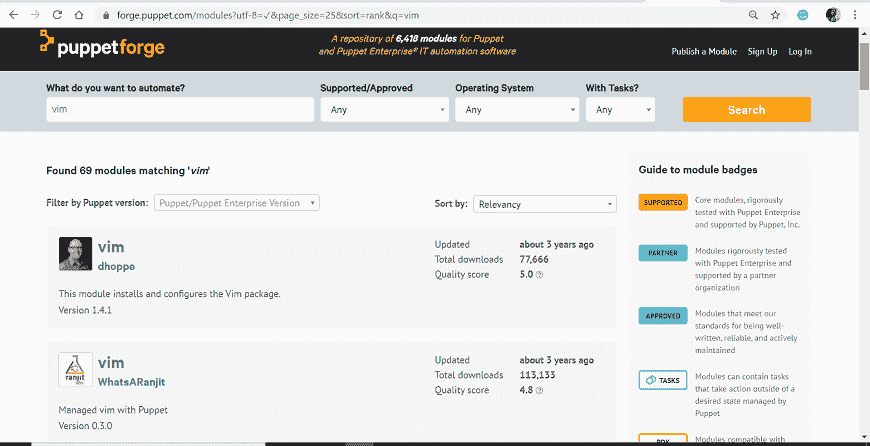 forge.puppet.com/modules?utf-8=✓&page_size=25&sort=rank&q=vim
puppetforge
A repository of 6,418 modules for Puppet
and Puppet Enterprise® IT automation software
Publish a Module Sign Up Log In
What do you want to automate? Supported/Approved Operating System With Tasks?
vim Any Any Any Search
Found 69 modules matching 'vim'
Filter by Puppet version: Puppet/Puppet Enterprise Version Sort by: Relevancy
vim
dhoppe
Updated about 3 years ago
Total downloads 77,666
Quality score 5.0
This module installs and configures the Vim package.
Version 1.4.1
ranjit
vim
WhatsARanjit
Updated about 3 years ago
Total downloads 113,133
Quality score 4.8
Managed vim with Puppet
Version 0.3.0
Guide to module badges
SUPPORTED
Core modules, rigorously
tested with Puppet Enterprise
and supported by Puppet, Inc.
PARTNER
Modules rigorously tested
with Puppet Enterprise and
supported by a partner
organization
APPROVED
Modules that meet our
standards for being well-
written, reliable, and actively
maintained
TASKS
Modules can contain tasks
that take action outside of a
desired state managed by
Puppet
PDK
Modules compatible with